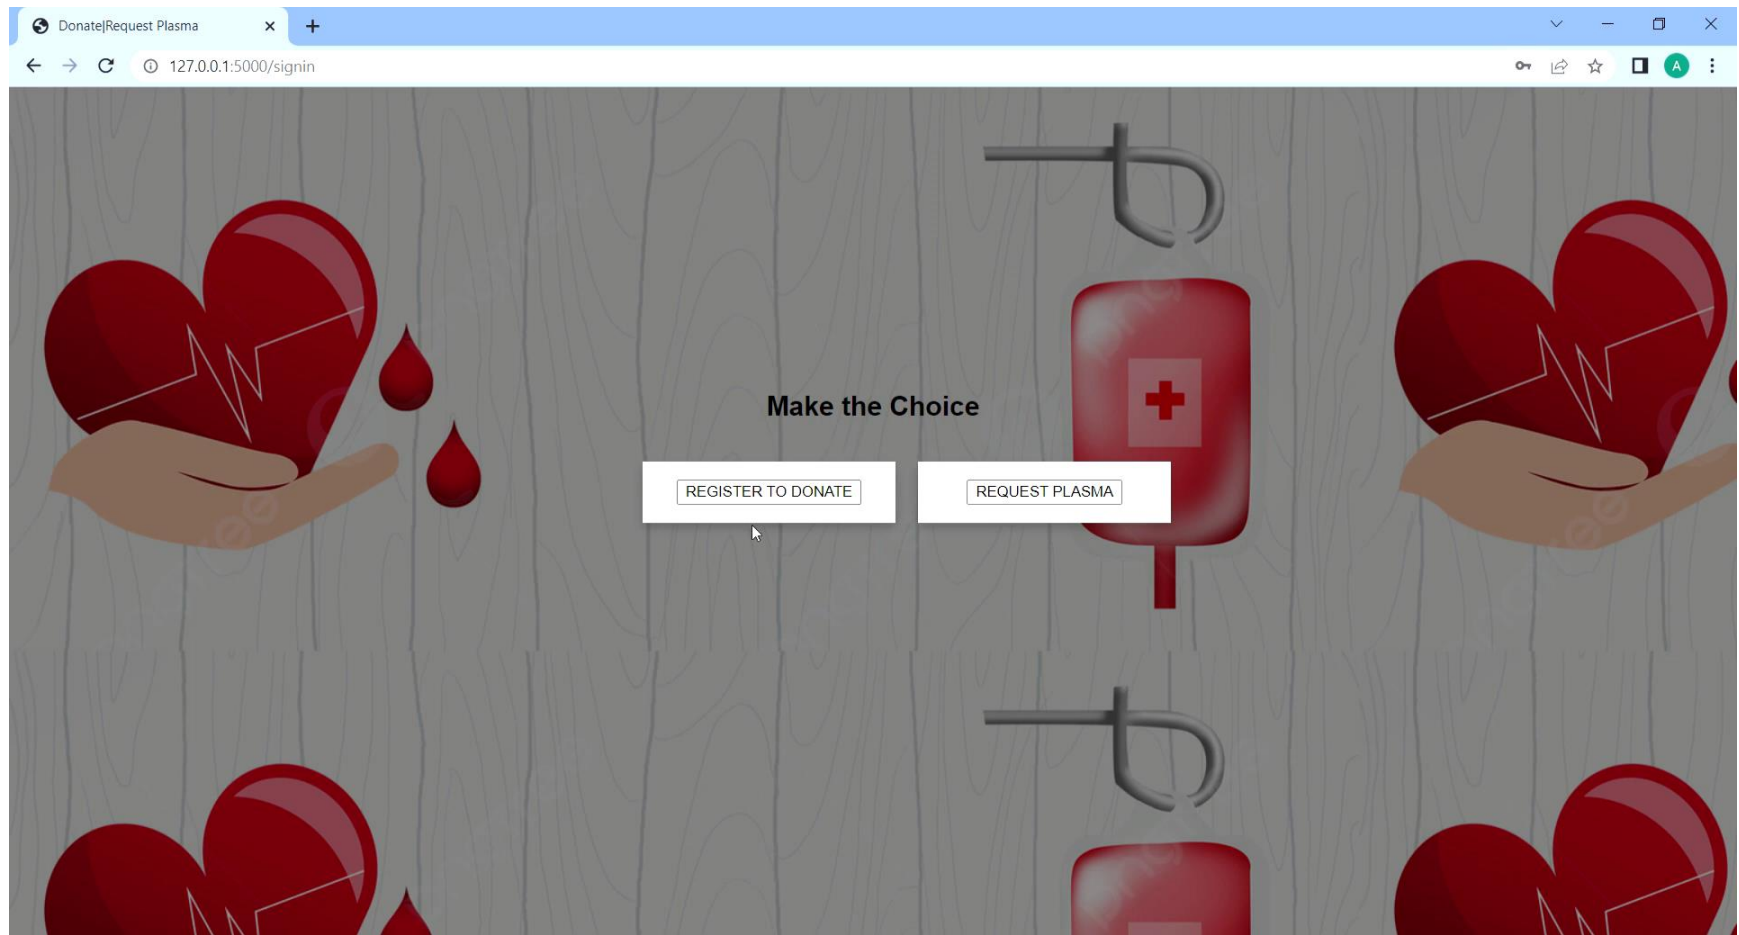 Donate|Request Plasma
127.0.0.1:5000/signin
A
Make the Choice
REGISTER TO DONATE
REQUEST PLASMA